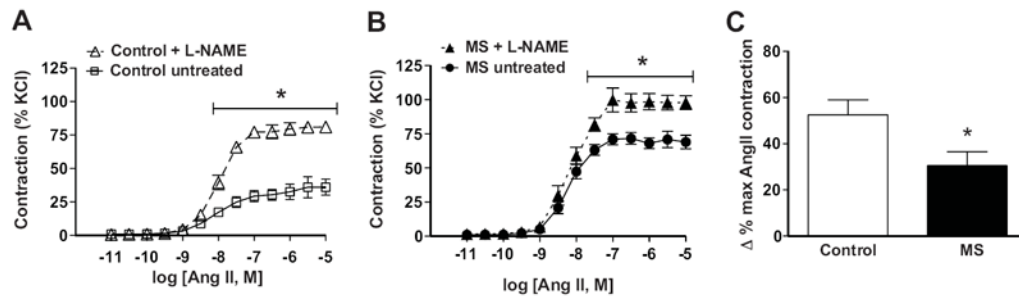 A
Control + L-NAME
Control untreated
Contraction (% KCl)
125
100
75
50
25
0
*
-11 -10 -9 -8 -7 -6 -5
log [Ang II, M]
B
MS + L-NAME
MS untreated
Contraction (% KCl)
125
100
75
50
25
0
*
-11 -10 -9 -8 -7 -6 -5
log [Ang II, M]
C
Δ % max AngII contraction
80
60
40
20
0
*
Control MS